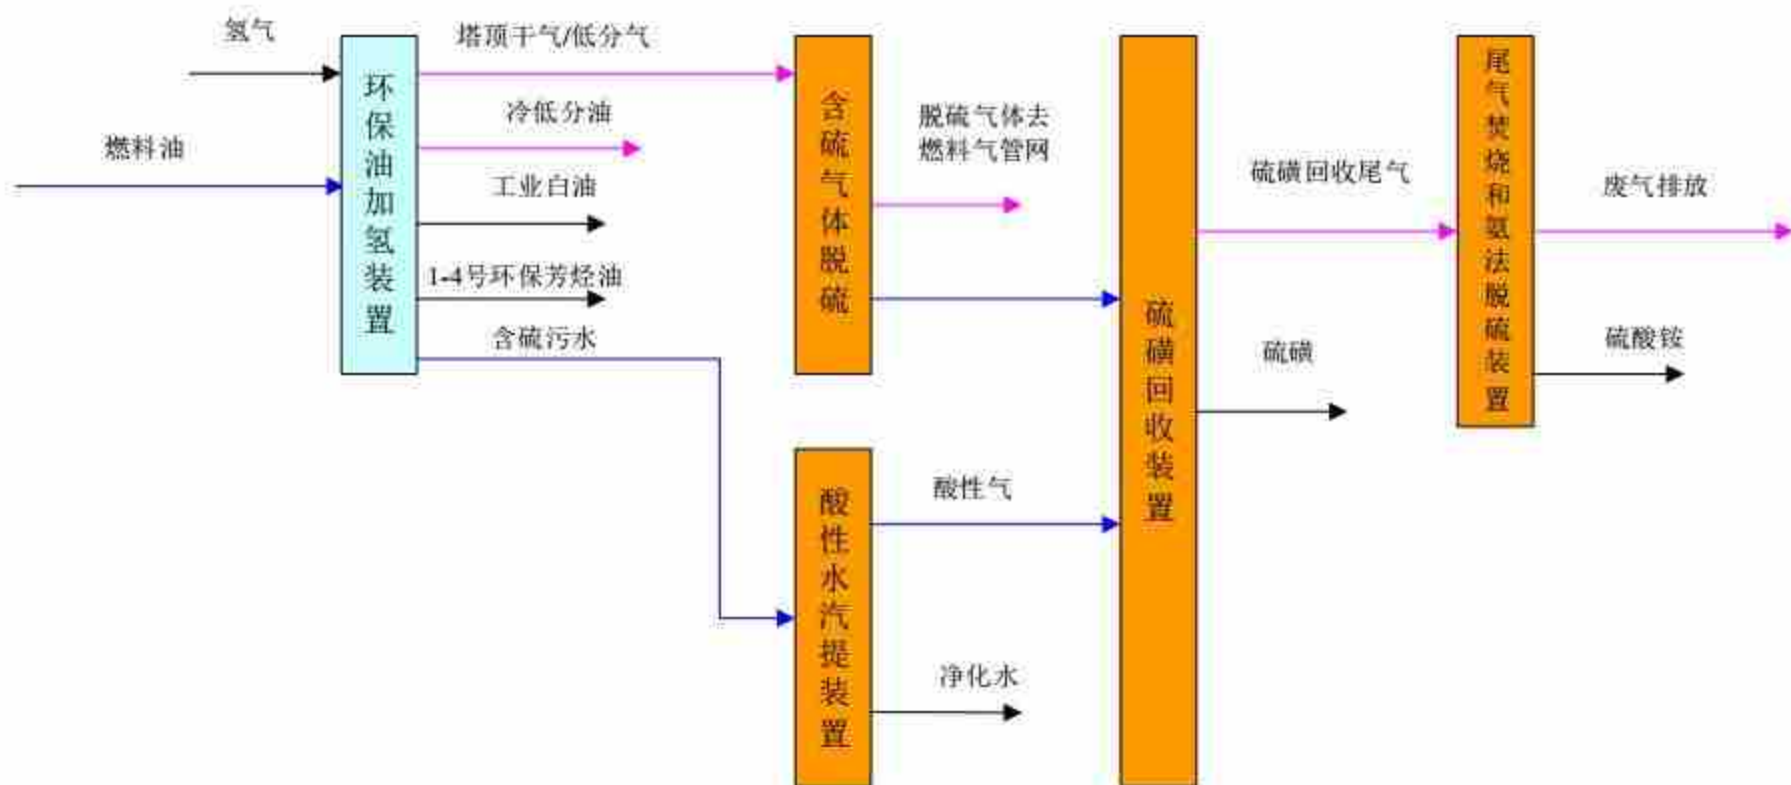 氢气
燃料油
环保油加氢装置
塔顶干气/低分气
冷低分油
工业白油
1-4号环保芳烃油
含硫污水
含硫气体脱硫
脱硫气体去
燃料气管网
酸性水汽提装置
酸性气
净化水
硫磺回收装置
硫磺回收尾气
硫磺
尾气焚烧和氨法脱硫装置
废气排放
硫酸铵